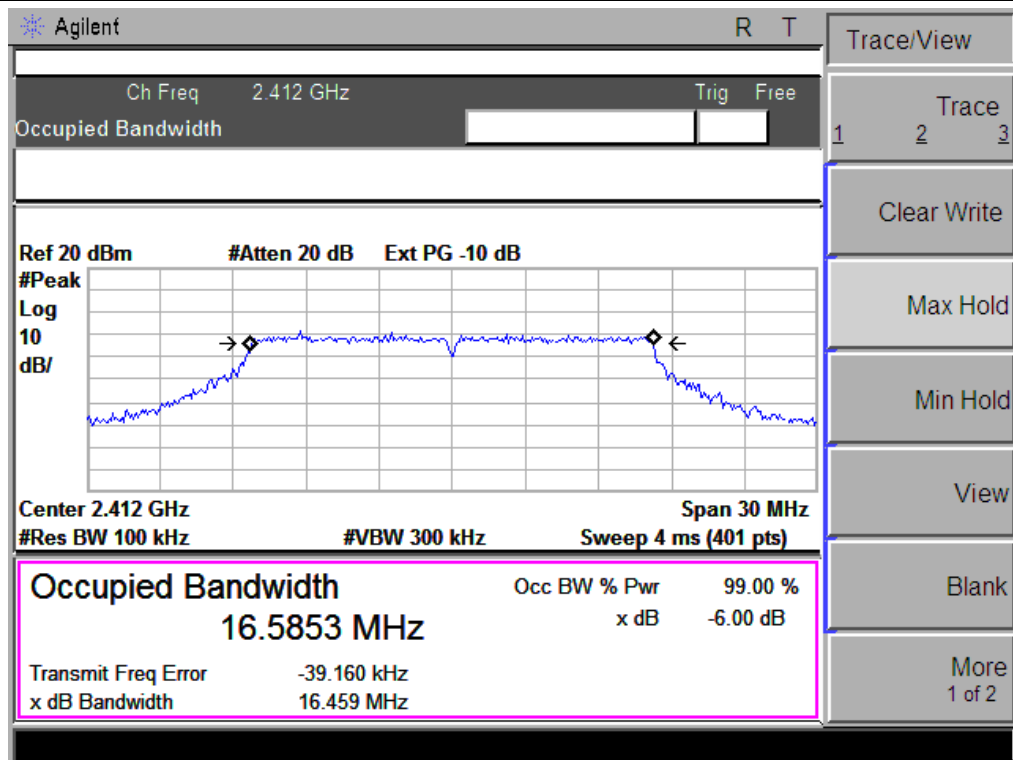 Agilent R T
Trace/View
Ch Freq 2.412 GHz Trig Free
Occupied Bandwidth
Trace
1 2 3
Clear Write
Ref 20 dBm #Atten 20 dB Ext PG -10 dB
#Peak
Log
10
dB/
Max Hold
Min Hold
View
Center 2.412 GHz Span 30 MHz
#Res BW 100 kHz #VBW 300 kHz Sweep 4 ms (401 pts)
Occupied Bandwidth Occ BW % Pwr 99.00 %
16.5853 MHz x dB -6.00 dB
Transmit Freq Error -39.160 kHz
x dB Bandwidth 16.459 MHz
Blank
More
1 of 2